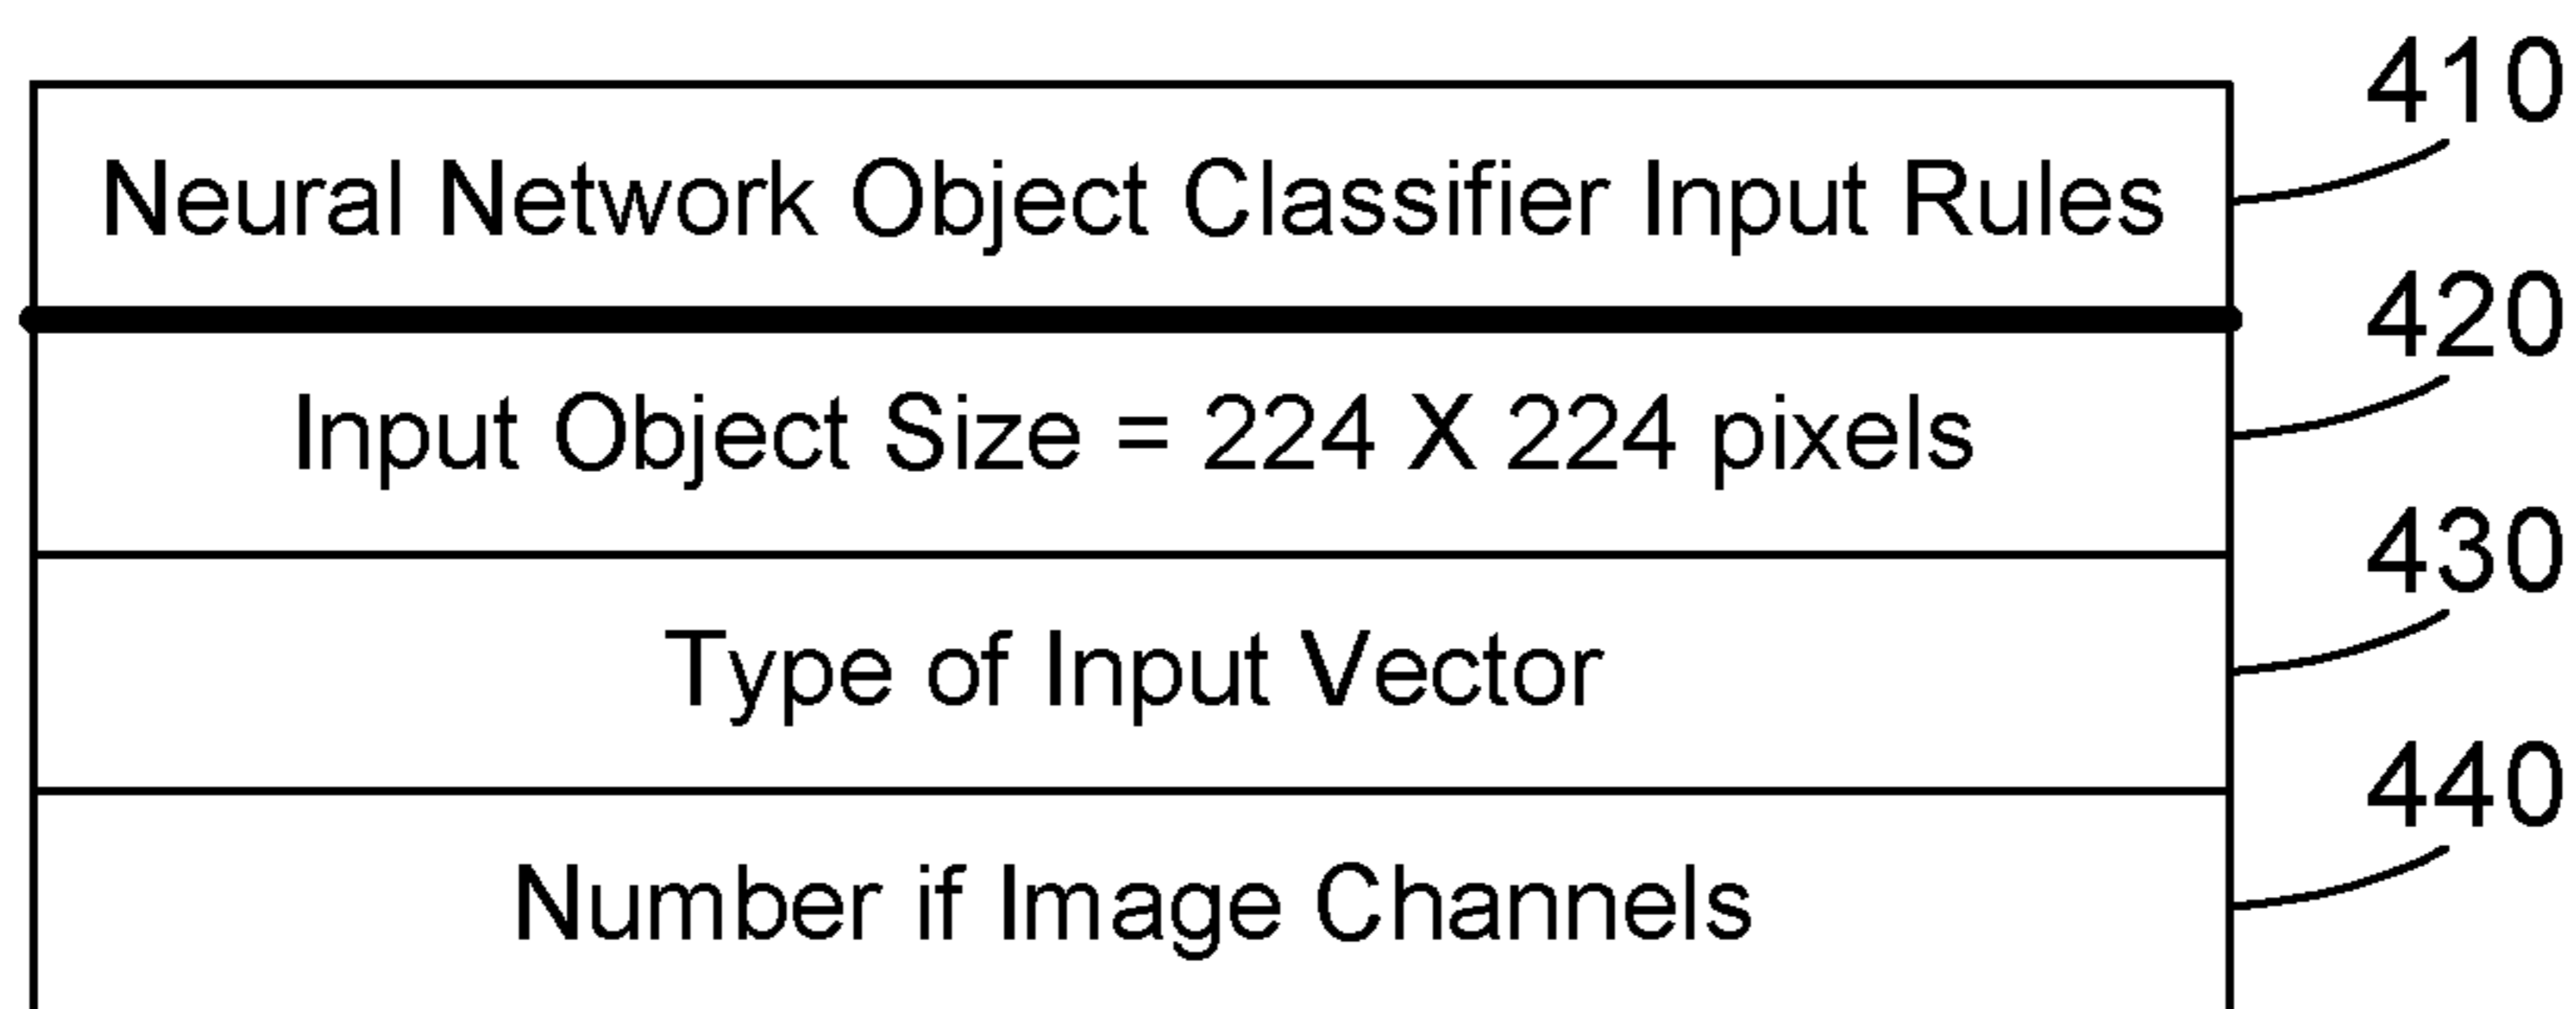 410
Neural Network Object Classifier Input Rules
420
Input Object Size = 224 X 224 pixels
430
Type of Input Vector
440
Number if Image Channels